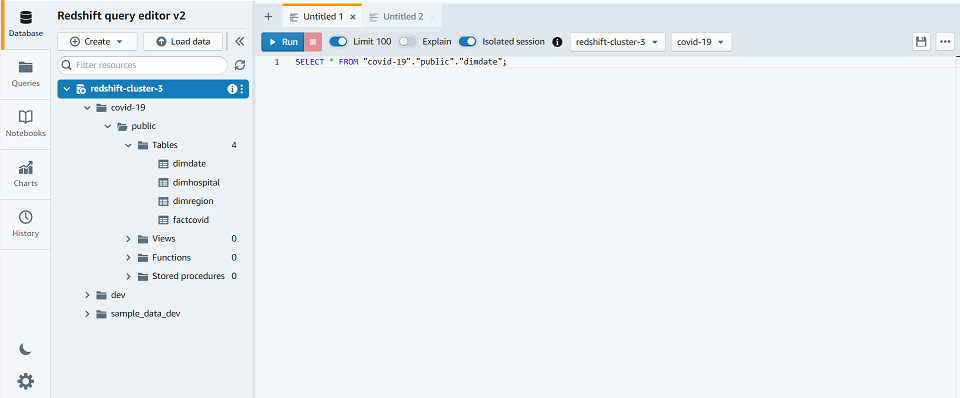 Database
Queries
Notebooks
Charts
History
Redshift query editor v2
Create
Load data
Filter resources
redshift-cluster-3
covid-19
public
Tables 4
dimdate
dimhospital
dimregion
factcovid
Views 0
Functions 0
Stored procedures 0
dev
sample_data_dev
Untitled 1
Untitled 2
Run Limit 100 Explain Isolated session redshift-cluster-3 covid-19
1 SELECT * FROM "covid-19"."public"."dimdate";